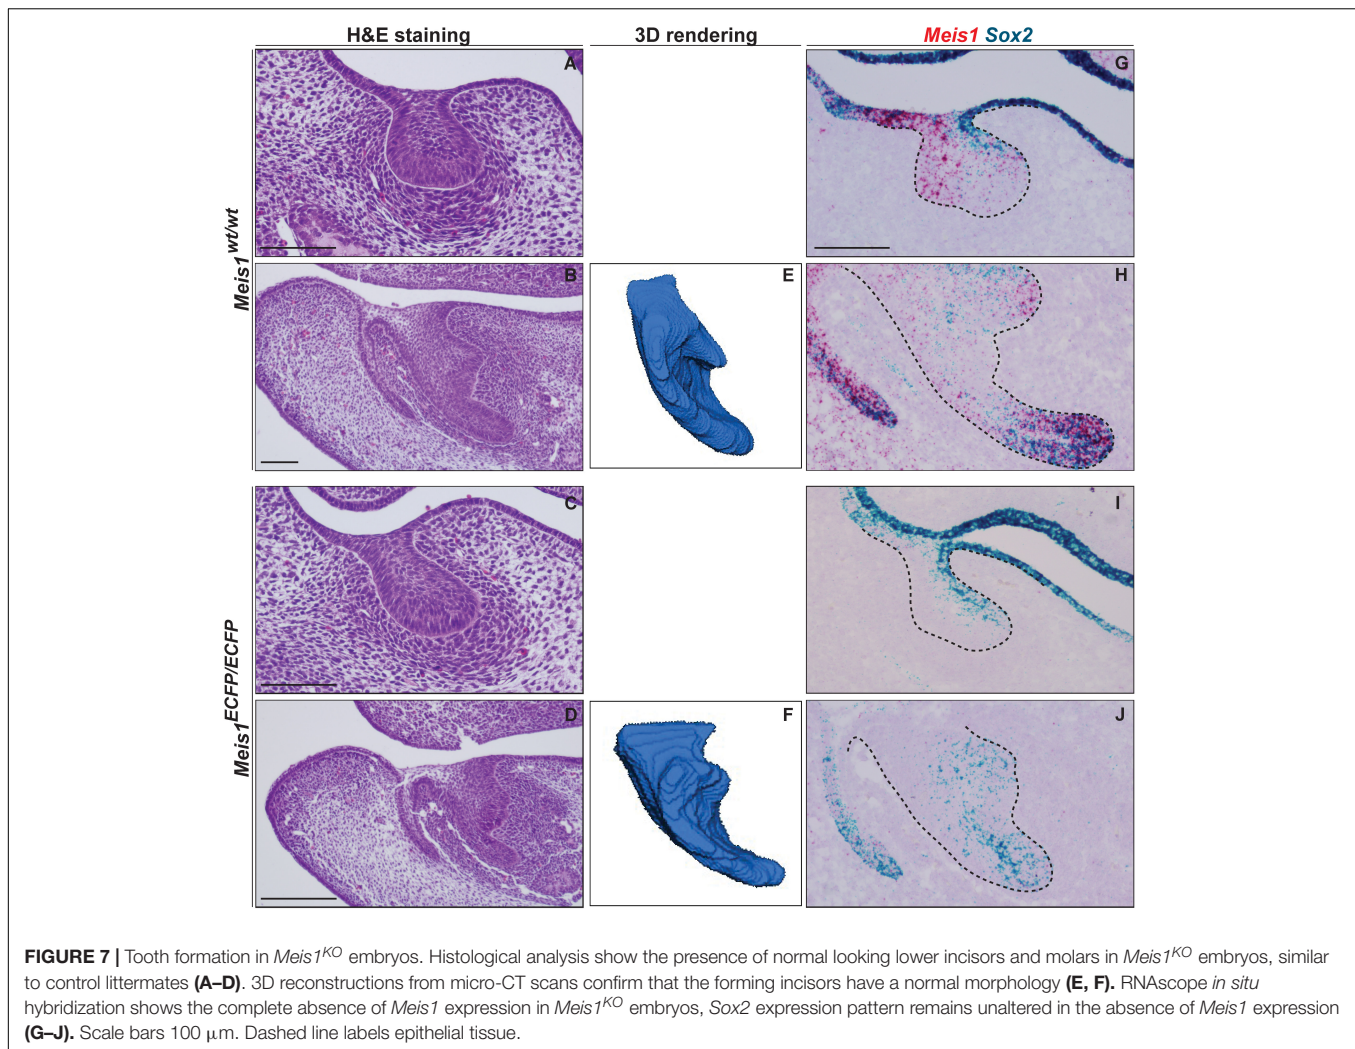 H&E staining
3D rendering
Meis1 Sox2
A
G
Meis1wt/wt
B
E
H
C
I
Meis1ECFP/ECFP
D
F
J
FIGURE 7 | Tooth formation in Meis1KO embryos. Histological analysis show the presence of normal looking lower incisors and molars in Meis1KO embryos, similar
to control littermates (A–D). 3D reconstructions from micro-CT scans confirm that the forming incisors have a normal morphology (E, F). RNAscope in situ
hybridization shows the complete absence of Meis1 expression in Meis1KO embryos, Sox2 expression pattern remains unaltered in the absence of Meis1 expression
(G–J). Scale bars 100 μm. Dashed line labels epithelial tissue.